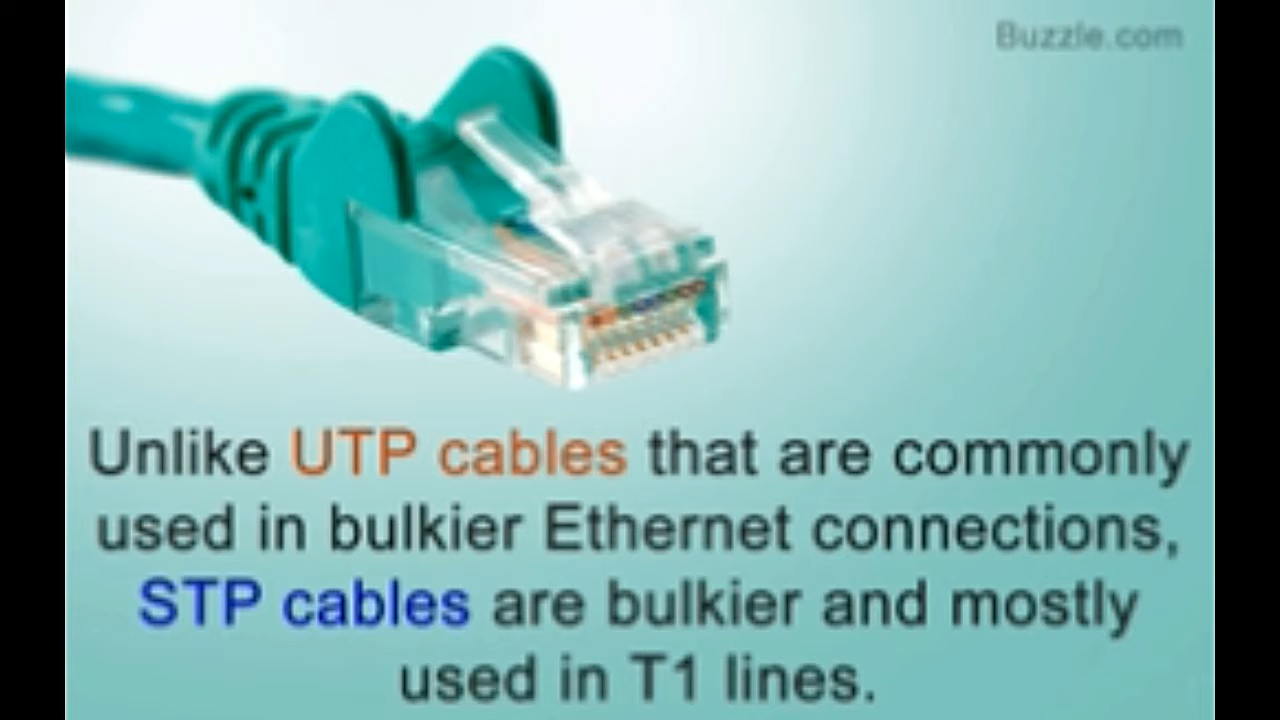 Buzzle.com
Unlike UTP cables that are commonly
used in bulkier Ethernet connections,
STP cables are bulkier and mostly
used in T1 lines.